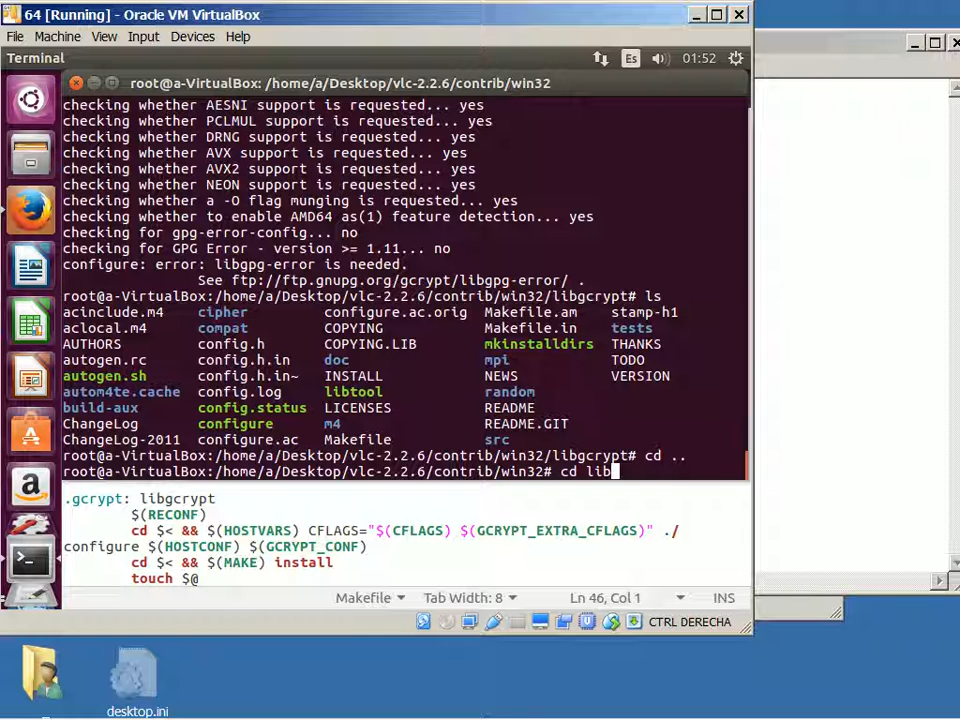 64 [Running] - Oracle VM VirtualBox
File Machine View Input Devices Help
Terminal Es 01:52
root@a-VirtualBox: /home/a/Desktop/vlc-2.2.6/contrib/win32
checking whether AESNI support is requested... yes
checking whether PCLMUL support is requested... yes
checking whether DRNG support is requested... yes
checking whether AVX support is requested... yes
checking whether AVX2 support is requested... yes
checking whether NEON support is requested... yes
checking whether a -O flag munging is requested... yes
checking whether to enable AMD64 as(1) feature detection... yes
checking for gpg-error-config... no
checking for GPG Error - version >= 1.11... no
configure: error: libgpg-error is needed.
See ftp://ftp.gnupg.org/gcrypt/libgpg-error/ .
root@a-VirtualBox:/home/a/Desktop/vlc-2.2.6/contrib/win32/libgcrypt# ls
acinclude.m4 cipher configure.ac.orig Makefile.am stamp-h1
aclocal.m4 compat COPYING Makefile.in tests
AUTHORS config.h COPYING.LIB mkinstalldirs THANKS
autogen.rc config.h.in doc mpi TODO
autogen.sh config.h.in~ INSTALL NEWS VERSION
autom4te.cache config.log libtool random
build-aux config.status LICENSES README
ChangeLog configure m4 README.GIT
ChangeLog-2011 configure.ac Makefile src
root@a-VirtualBox:/home/a/Desktop/vlc-2.2.6/contrib/win32/libgcrypt# cd ..
root@a-VirtualBox:/home/a/Desktop/vlc-2.2.6/contrib/win32# cd lib
.gcrypt: libgcrypt
$(RECONF)
cd $< && $(HOSTVARS) CFLAGS="$(CFLAGS) $(GCRYPT_EXTRA_CFLAGS)" ./
configure $(HOSTCONF) $(GCRYPT_CONF)
cd $< && $(MAKE) install
touch $@
Makefile Tab Width: 8 Ln 46, Col 1 INS
CTRL DERECHA
desktop.ini